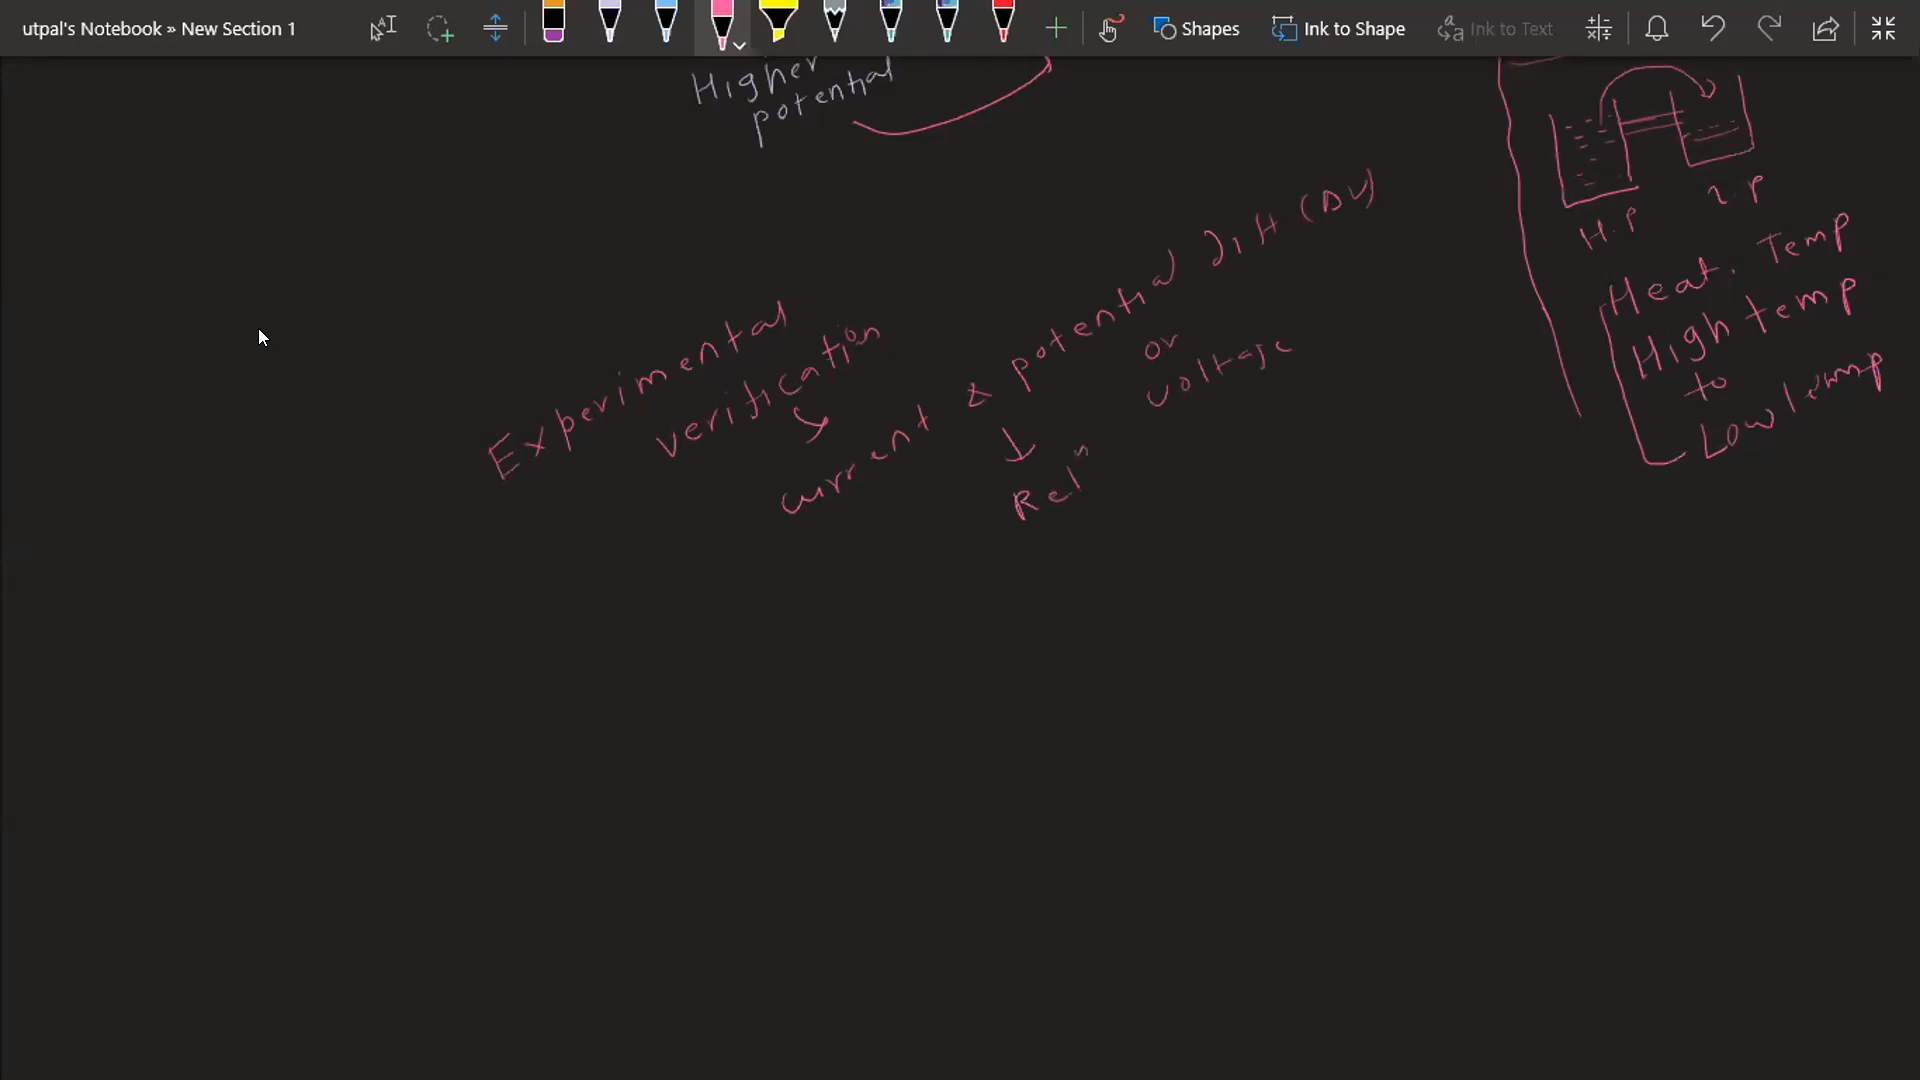 utpal's Notebook » New Section 1
Shapes
Ink to Shape
Ink to Text
Higher
potential
H.P
L.P
Heat. Temp
High temp
to
Low temp
Experimental
verification
current & potential diff (DV)
or
voltage
Relⁿ